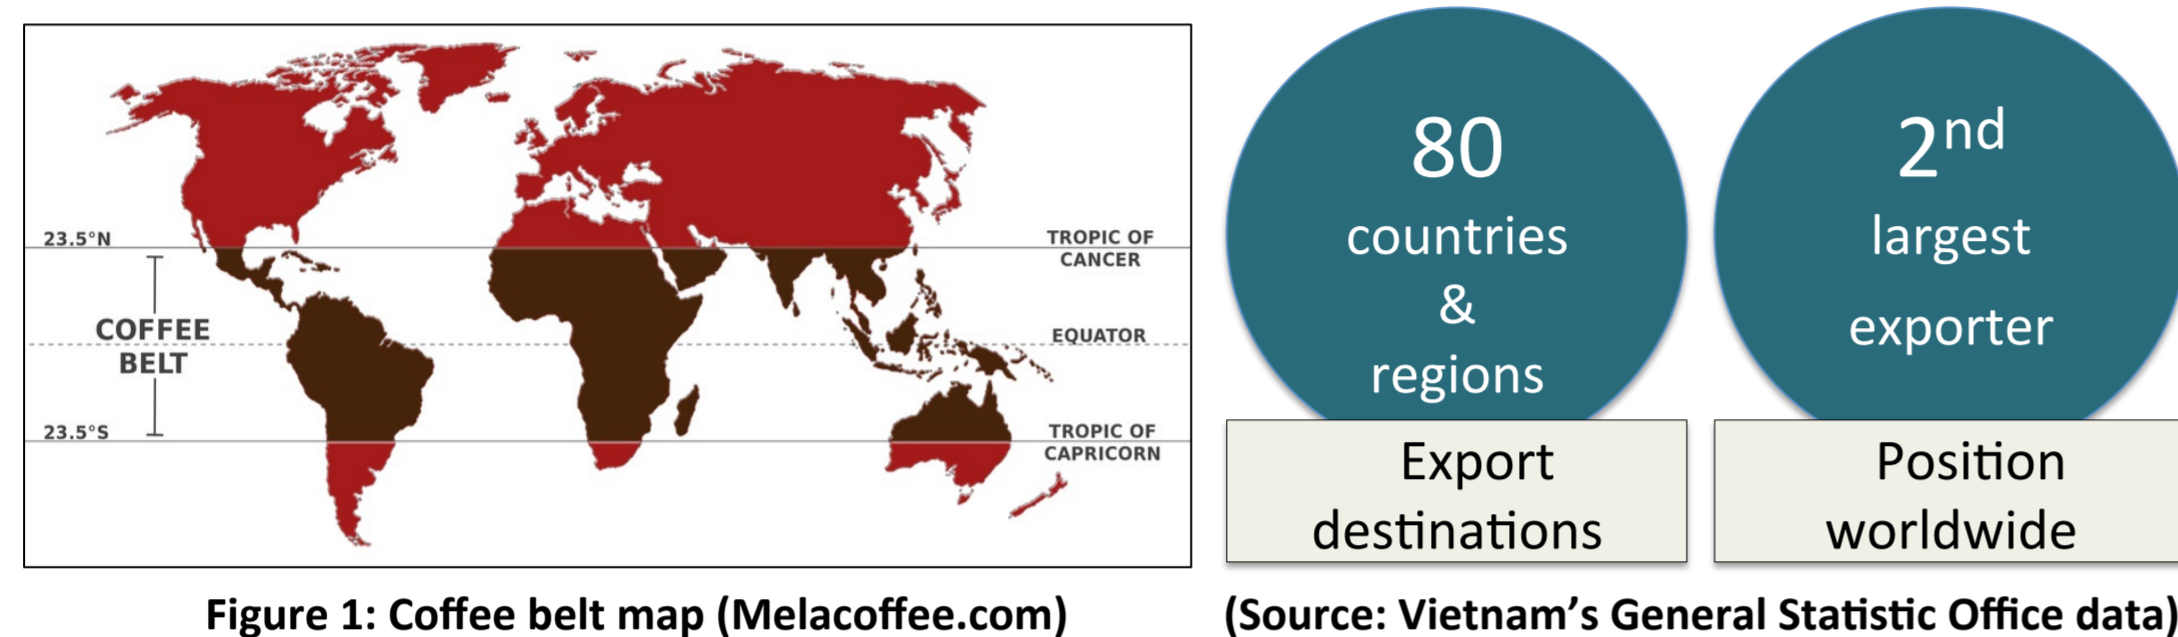 23.5°N
TROPIC OF
CANCER
COFFEE
BELT
EQUATOR
23.5°S
TROPIC OF
CAPRICORN
Figure 1: Coffee belt map (Melacoffee.com)
80
countries
&
regions
Export
destinations
2nd
largest
exporter
Position
worldwide
(Source: Vietnam’s General Statistic Office data)